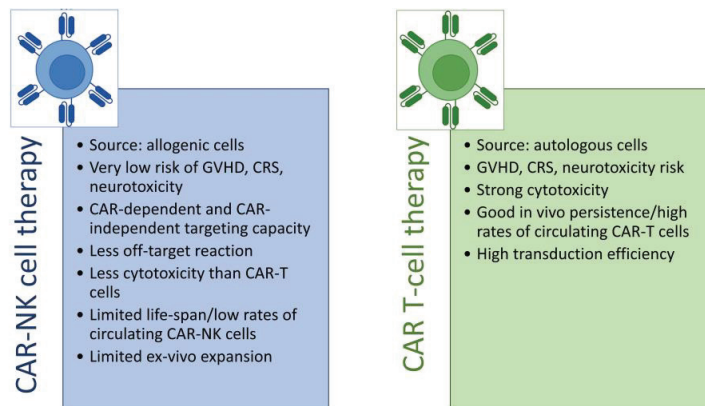 CAR-NK cell therapy
• Source: allogenic cells
• Very low risk of GVHD, CRS,
neurotoxicity
• CAR-dependent and CAR-
independent targeting capacity
• Less off-target reaction
• Less cytotoxicity than CAR-T
cells
• Limited life-span/low rates of
circulating CAR-NK cells
• Limited ex-vivo expansion
CAR T-cell therapy
• Source: autologous cells
• GVHD, CRS, neurotoxicity risk
• Strong cytotoxicity
• Good in vivo persistence/high
rates of circulating CAR-T cells
• High transduction efficiency